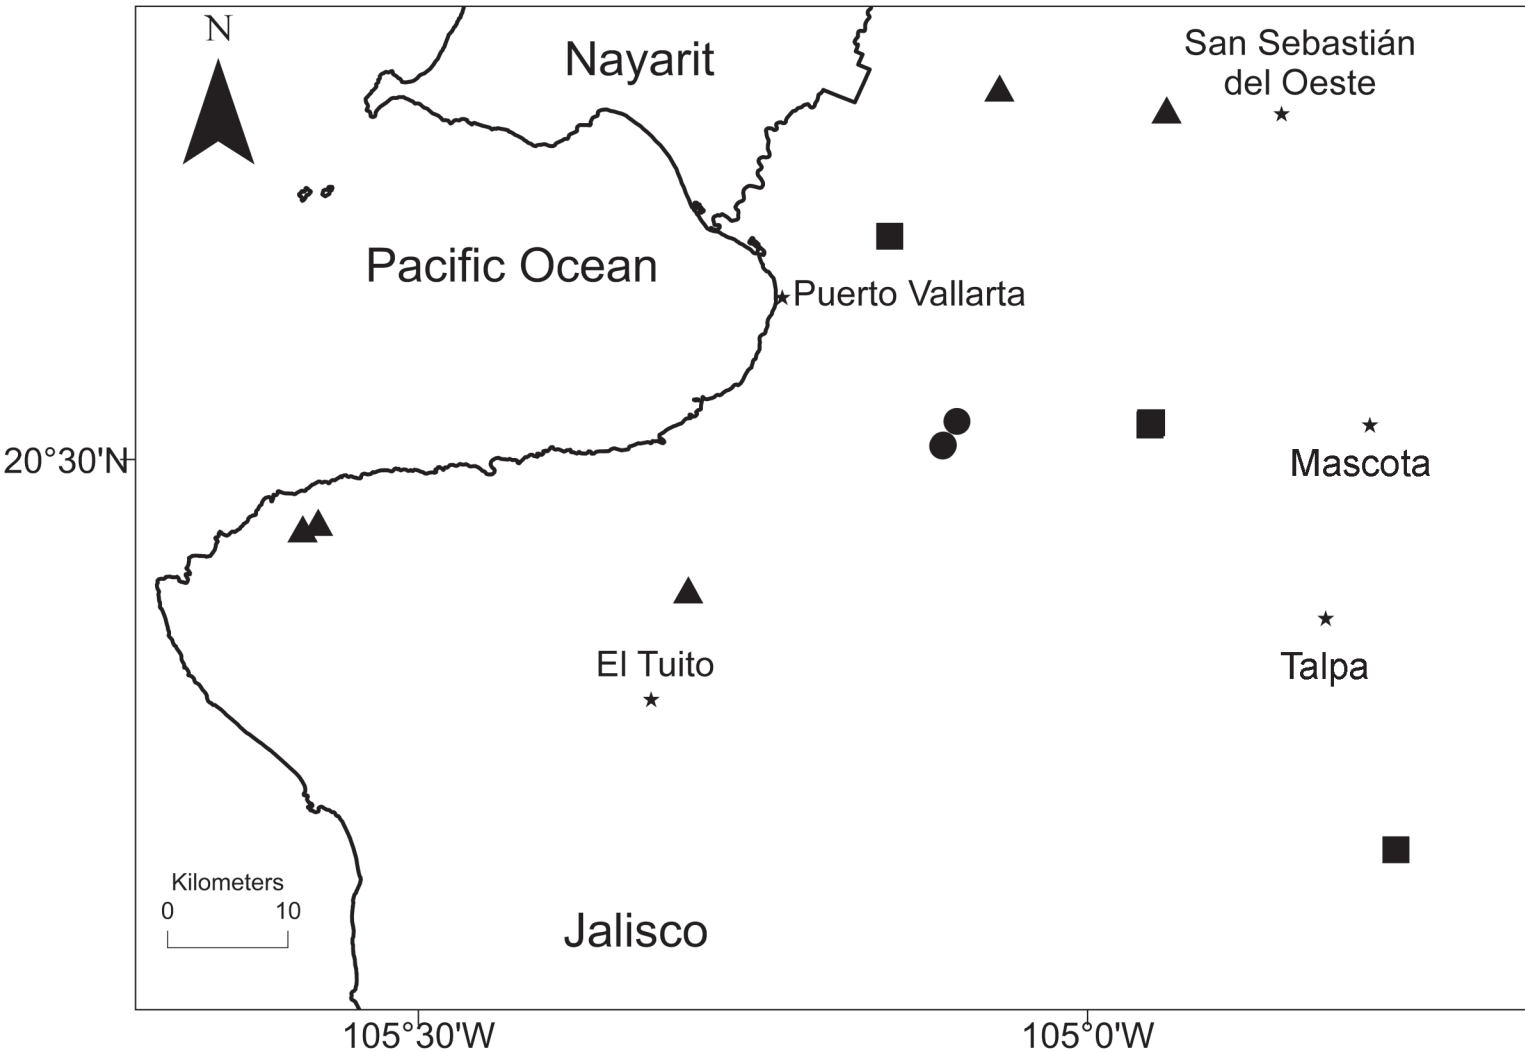 N
Nayarit
San Sebastián
del Oeste
Pacific Ocean
Puerto Vallarta
20°30'N
Mascota
El Tuito
Talpa
Kilometers
0 10
Jalisco
105°30'W
105°0'W